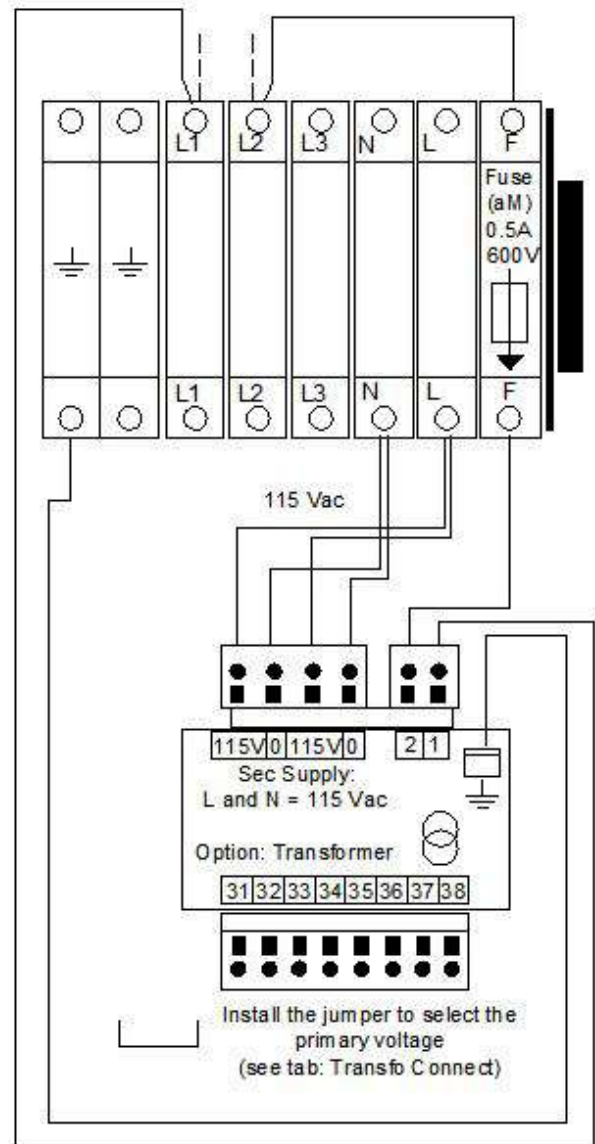 L1 L2 L3 N L F
Fuse
(aM)
0.5A
600V
L1 L2 L3 N L F
115 Vac
115V 0 115V 0 2 1
Sec Supply:
L and N = 115 Vac
Option: Transformer
31 32 33 34 35 36 37 38
Install the jumper to select the
primary voltage
(see tab: Transfo Connect)